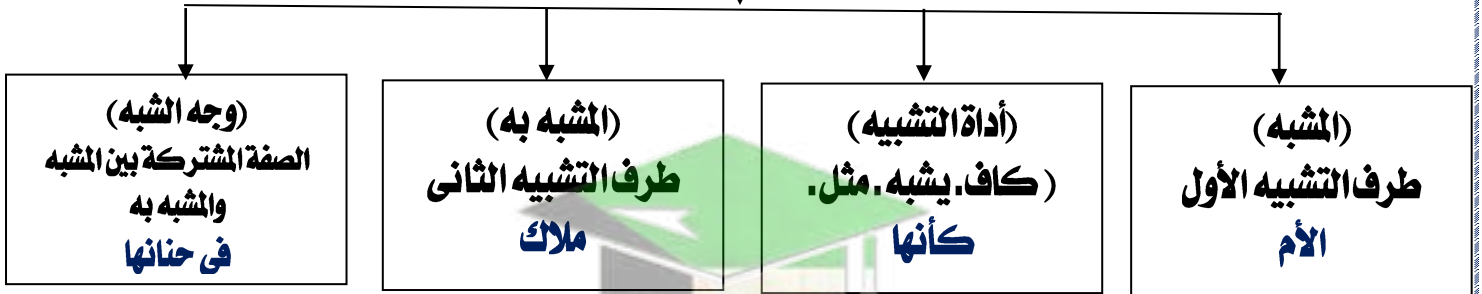 (المشبه)
طرف التشبيه الأول
الأم
(أداة التشبيه)
( كاف. يشبه. مثل.
كأنها
(المشبه به)
طرف التشبيه الثانى
ملاك
(وجه الشبه)
الصفة المشتركة بين المشبه
والمشبه به
فى حنانها